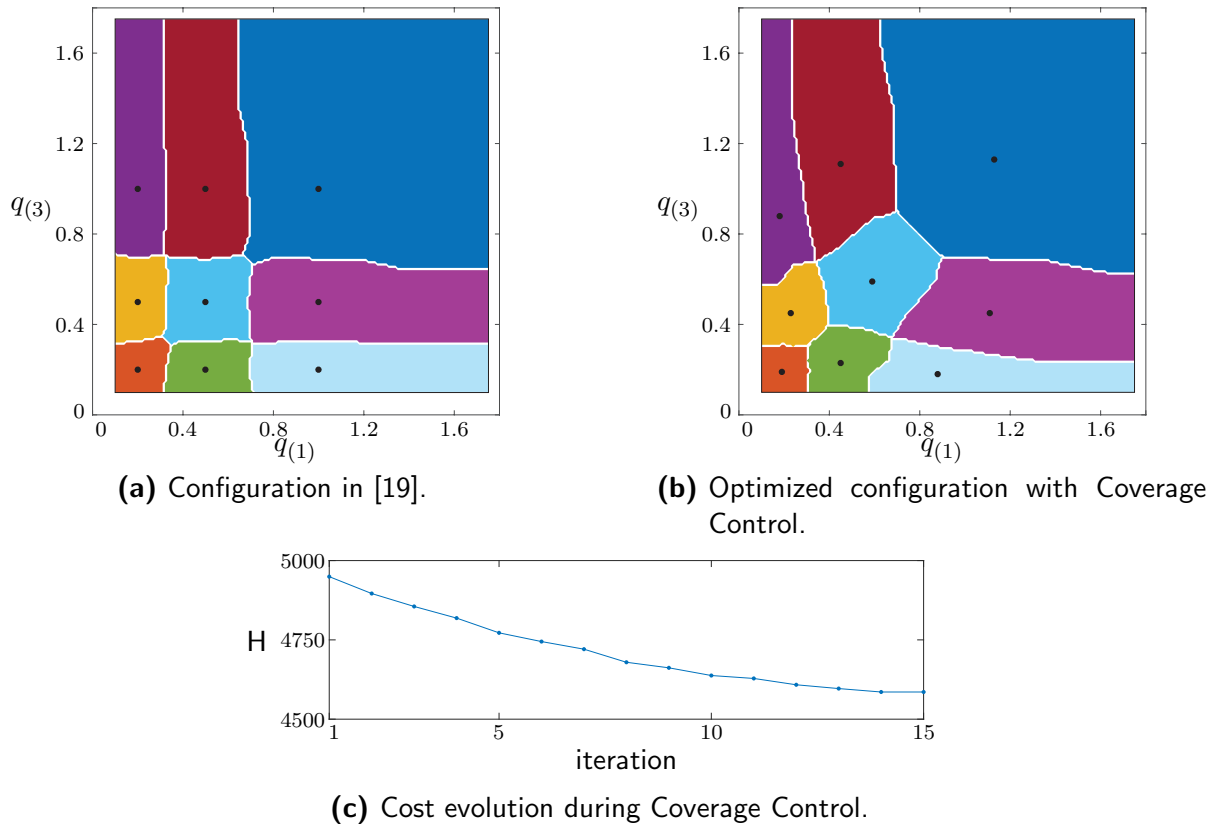 1.6
1.2
q(3)
0.8
0.4
0
0 0.4 0.8 1.2 1.6
q(1)
(a) Configuration in [19].
1.6
1.2
q(3)
0.8
0.4
0
0 0.4 0.8 1.2 1.6
q(1)
(b) Optimized configuration with Coverage
Control.
5000
4750
H
4500
1 5 10 15
iteration
(c) Cost evolution during Coverage Control.